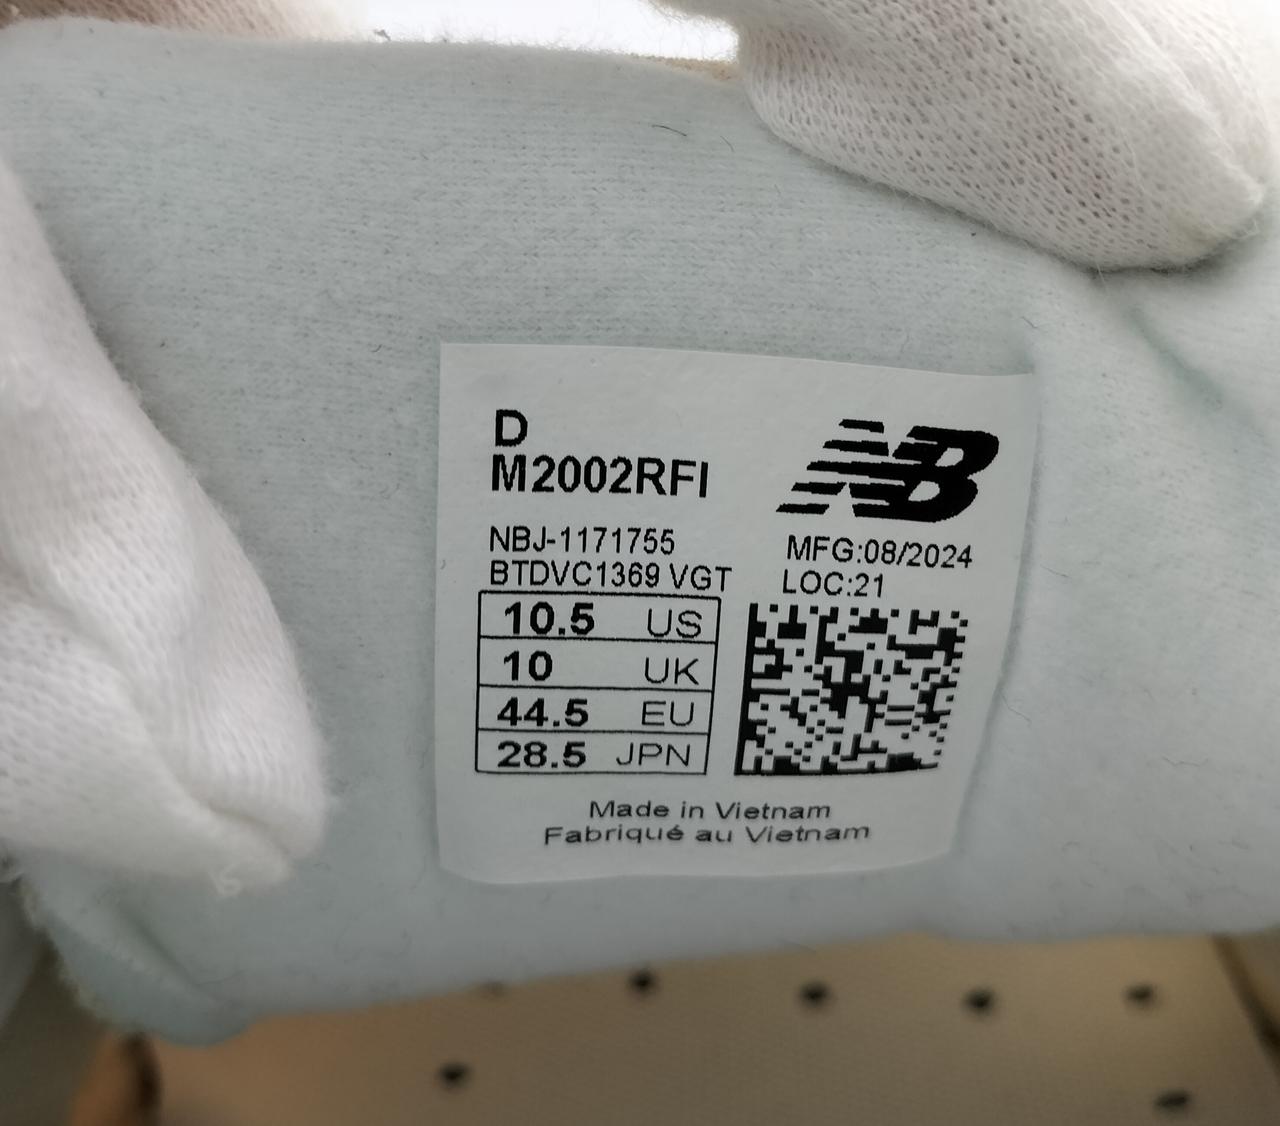 D
M2002RFI
NB
NBJ-1171755
BTDVC1369 VGT
MFG:08/2024
LOC:21
10.5 US
10 UK
44.5 EU
28.5 JPN
Made in Vietnam
Fabriqué au Vietnam